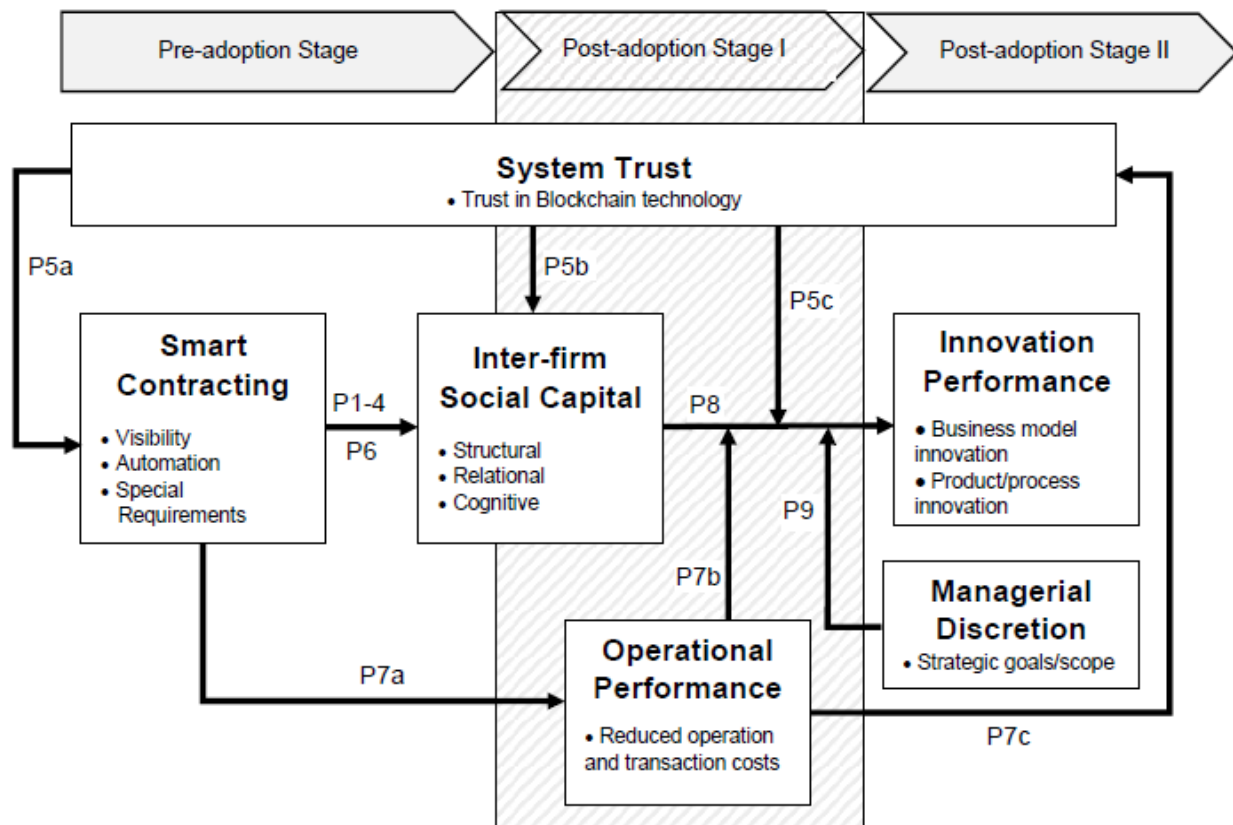 Pre-adoption Stage
Post-adoption Stage I
Post-adoption Stage II
System Trust
• Trust in Blockchain technology
P5a
P5b
P5c
Smart
Contracting
• Visibility
• Automation
• Special
Requirements
P1-4
P6
Inter-firm
Social Capital
• Structural
• Relational
• Cognitive
P8
Innovation
Performance
• Business model
innovation
• Product/process
innovation
P9
P7b
Managerial
Discretion
• Strategic goals/scope
P7a
Operational
Performance
• Reduced operation
and transaction costs
P7c